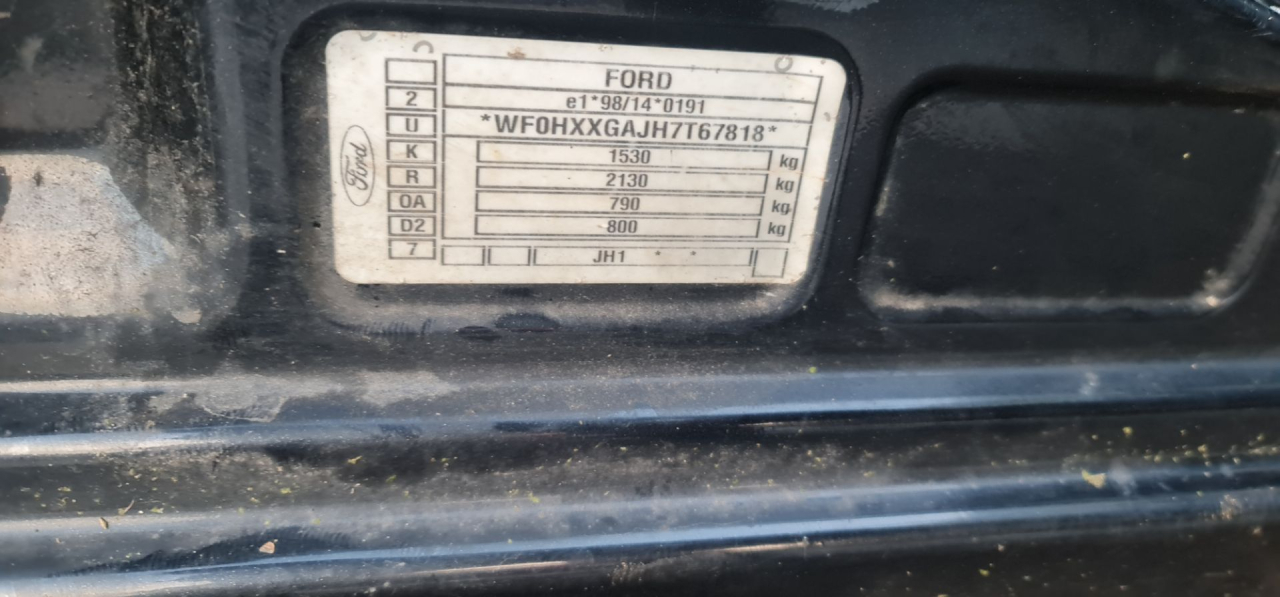 FORD
2 e1*98/14*0191
U *WF0HXXGAJH7T67818*
K 1530 kg
R 2130 kg
0A 790 kg
D2 800 kg
7 JH1 * *
Ford